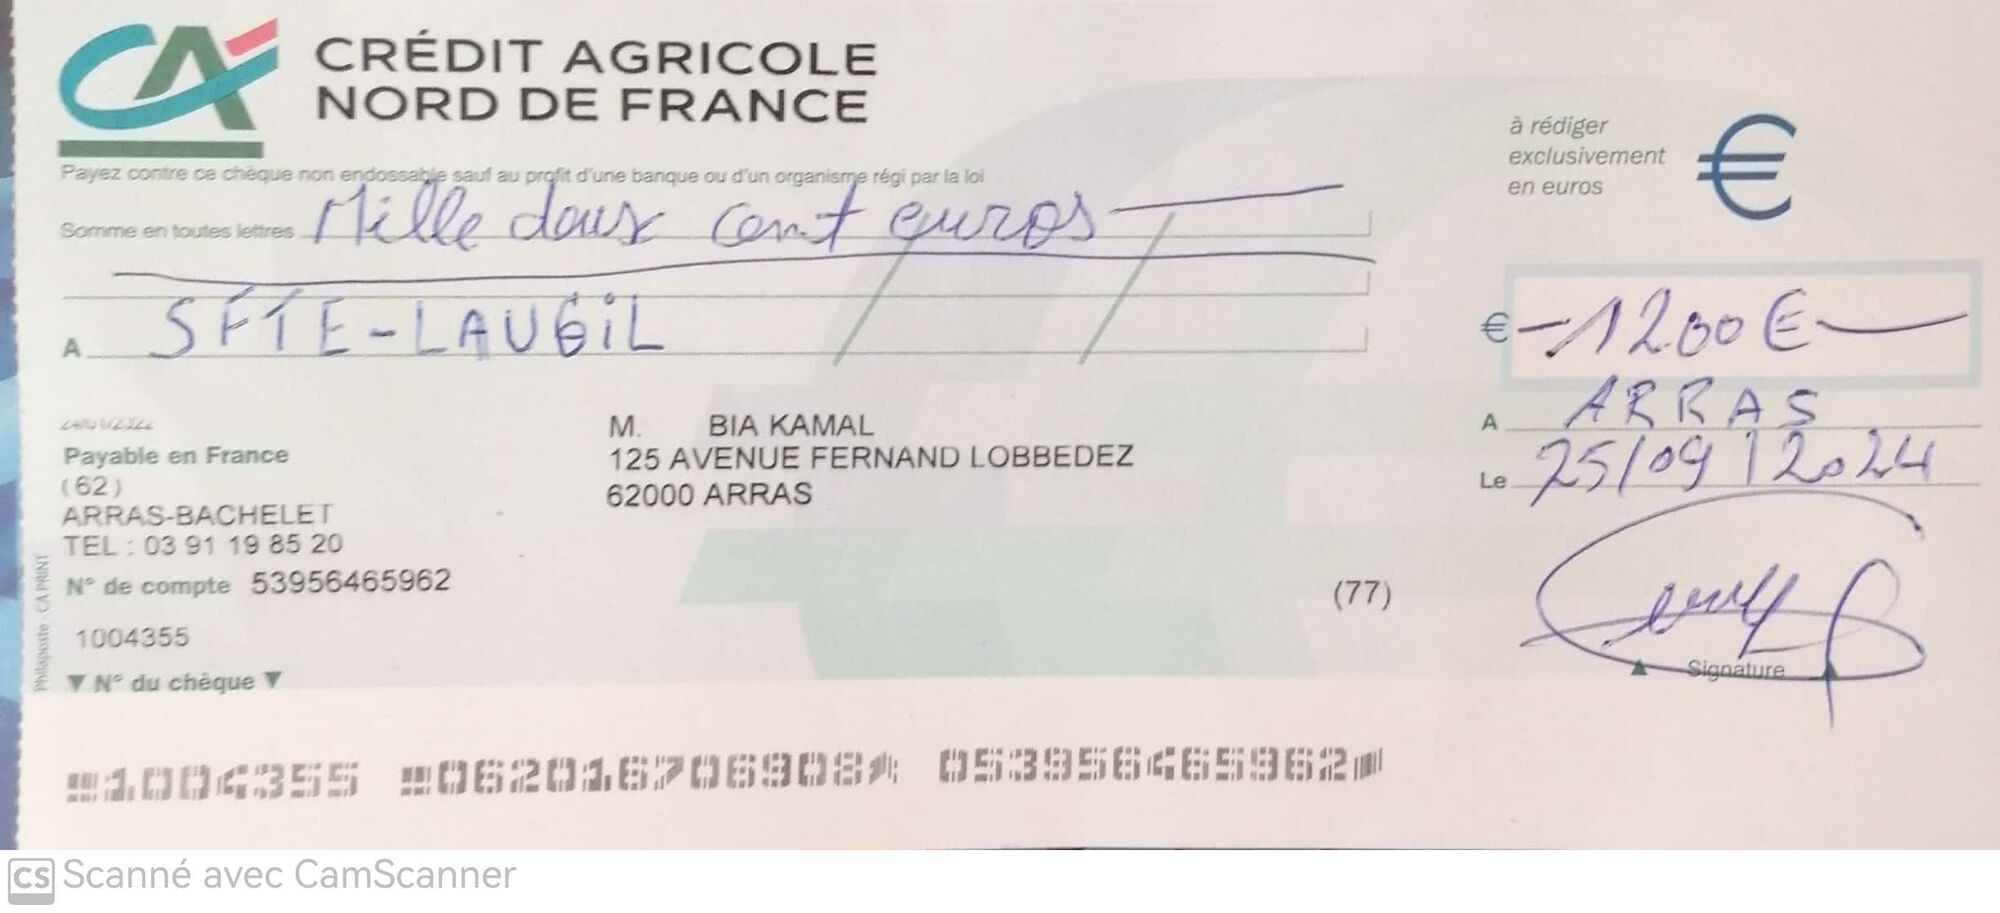 CRÉDIT AGRICOLE
NORD DE FRANCE
à rédiger
exclusivement
en euros
€
Payez contre ce chèque non endossable sauf au profit d'une banque ou d'un organisme régi par la loi
Somme en toutes lettres Mille deux cent euros
A SFTE-LAUGiL
€ -1200€-
A ARRAS
Le 25/09/2024
Payable en France
(62)
ARRAS-BACHELET
TEL : 03 91 19 85 20
N° de compte 53956465962
1004355
▼ N° du chèque ▼
M. BIA KAMAL
125 AVENUE FERNAND LOBBEDEZ
62000 ARRAS
(77)
Signature
Philaposte - CA PRINT
1004355 062016706908 053956465962
CS Scanné avec CamScanner